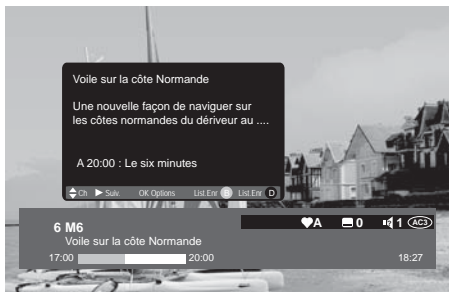 Voile sur la côte Normande
Une nouvelle façon de naviguer sur
les côtes normandes du dériveur au ....
A 20:00 : Le six minutes
Ch Suiv. OK Options List.Enr B List.Enr D
A 0 1 AC3
6 M6
Voile sur la côte Normande
17:00 20:00 18:27